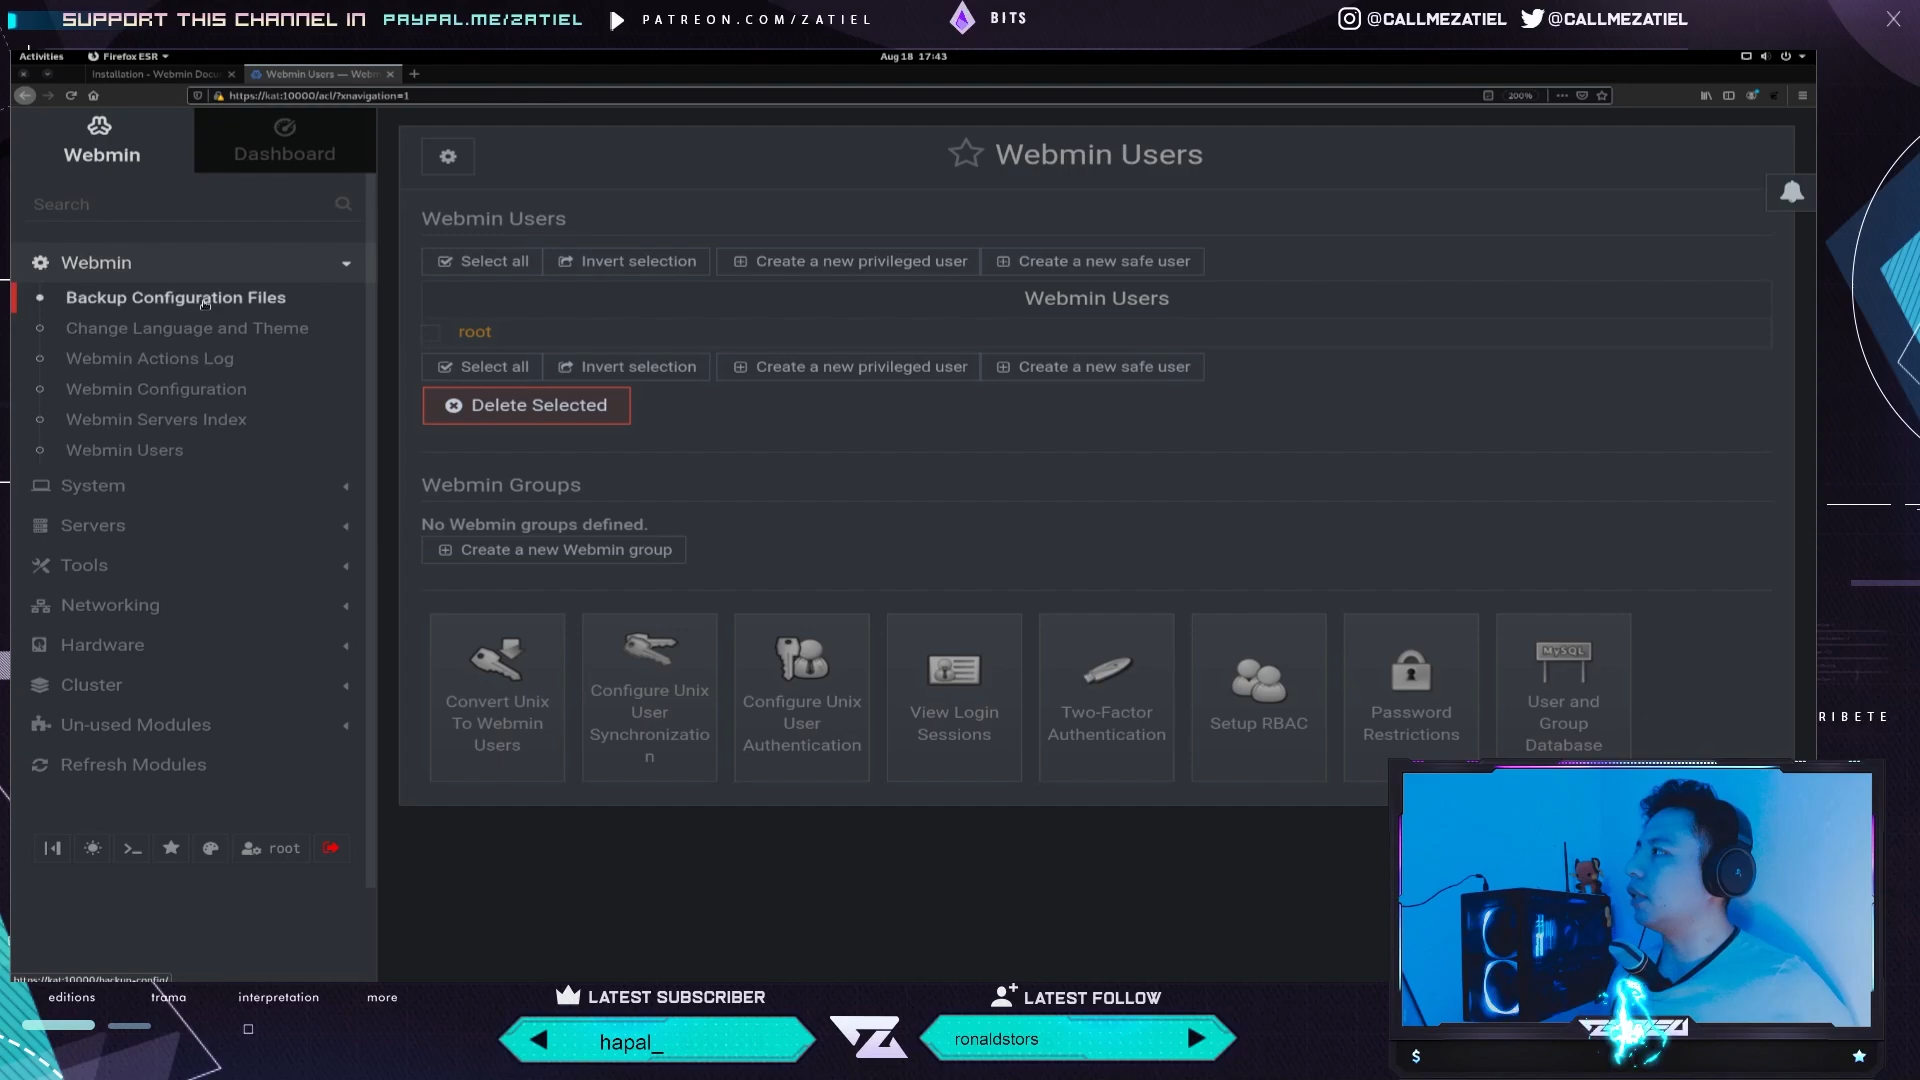 SUPPORT THIS CHANNEL IN PAYPAL.ME/ZATIEL PATREON.COM/ZATIEL BITS @CALLMEZATIEL @CALLMEZATIEL
Activities Firefox ESR Aug 18 17:43
Installation - Webmin Docu Webmin Users — Webm
https://kat:10000/acl/?xnavigation=1 200%
Webmin Dashboard
Search
Webmin
Backup Configuration Files
Change Language and Theme
Webmin Actions Log
Webmin Configuration
Webmin Servers Index
Webmin Users
System
Servers
Tools
Networking
Hardware
Cluster
Un-used Modules
Refresh Modules
root
https://kat:10000/backup-config/
Webmin Users
Webmin Users
Select all Invert selection Create a new privileged user Create a new safe user
Webmin Users
root
Select all Invert selection Create a new privileged user Create a new safe user
Delete Selected
Webmin Groups
No Webmin groups defined.
Create a new Webmin group
Convert Unix
To Webmin
Users
Configure Unix
User
Synchronizatio
n
Configure Unix
User
Authentication
View Login
Sessions
Two-Factor
Authentication
Setup RBAC
Password
Restrictions
MySQL
User and
Group
Database
RIBETE
editions trama interpretation more
LATEST SUBSCRIBER
hapal_
LATEST FOLLOW
ronaldstors
$